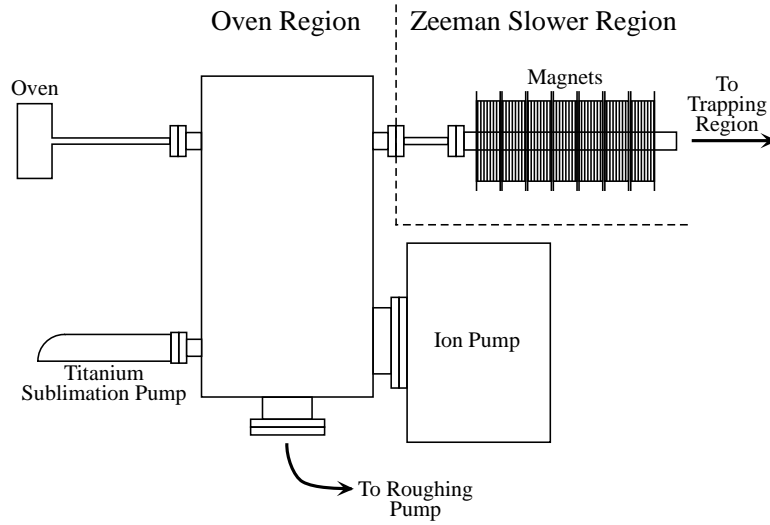 Oven Region
Zeeman Slower Region
Oven
Magnets
To
Trapping
Region
Ion Pump
Titanium
Sublimation Pump
To Roughing
Pump